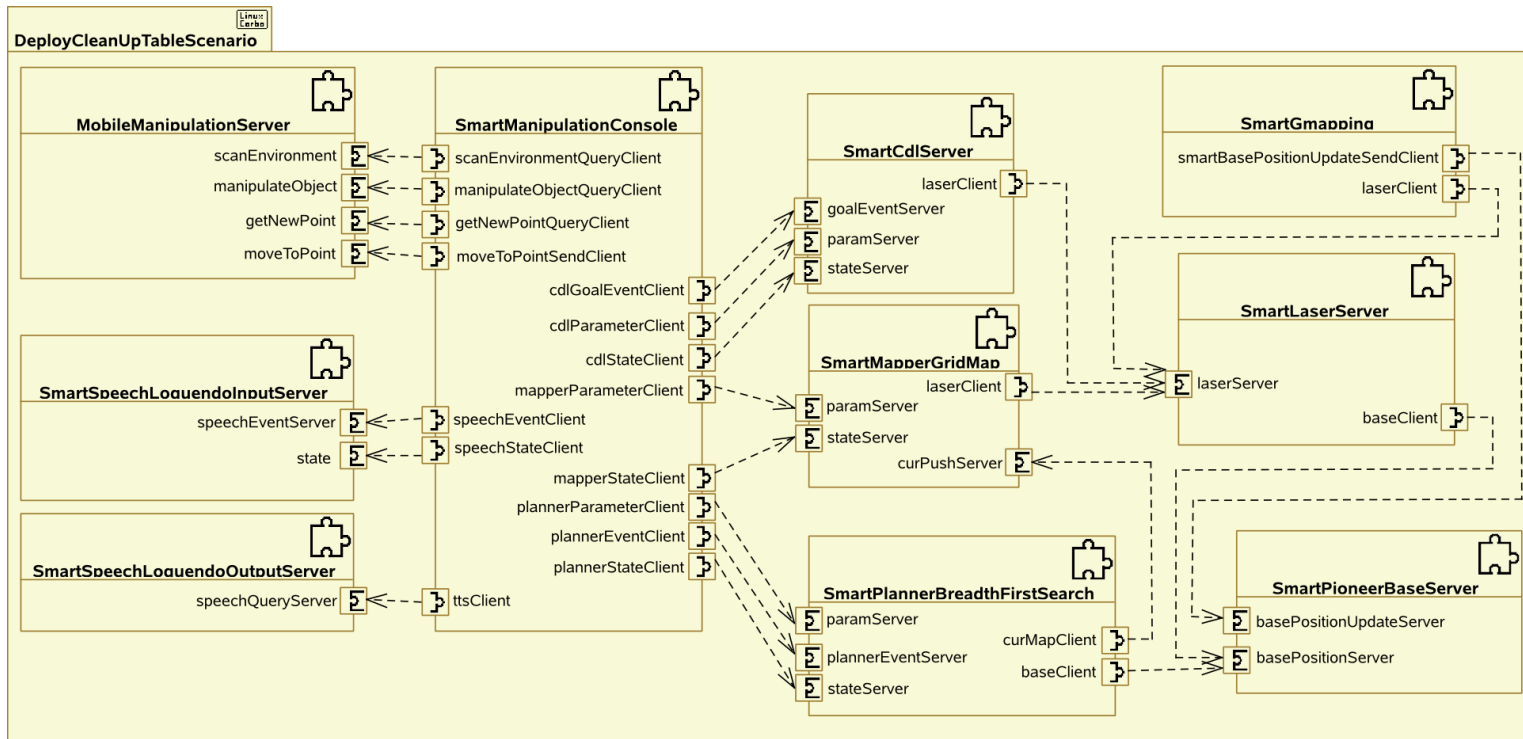 Linux
Corba
DeployCleanUpTableScenario
MobileManipulationServer
scanEnvironment
manipulateObject
getNewPoint
moveToPoint
SmartSpeechLoquendoInputServer
speechEventServer
state
SmartSpeechLoquendoOutputServer
speechQueryServer
SmartManipulationConsole
scanEnvironmentQueryClient
manipulateObjectQueryClient
getNewPointQueryClient
moveToPointSendClient
cdlGoalEventClient
cdlParameterClient
cdlStateClient
mapperParameterClient
speechEventClient
speechStateClient
mapperStateClient
plannerParameterClient
plannerEventClient
plannerStateClient
ttsClient
SmartCdlServer
laserClient
goalEventServer
paramServer
stateServer
SmartMapperGridMap
laserClient
paramServer
stateServer
curPushServer
SmartPlannerBreadthFirstSearch
paramServer
curMapClient
plannerEventServer
baseClient
stateServer
SmartGmapping
smartBasePositionUpdateSendClient
laserClient
SmartLaserServer
laserServer
baseClient
SmartPioneerBaseServer
basePositionUpdateServer
basePositionServer